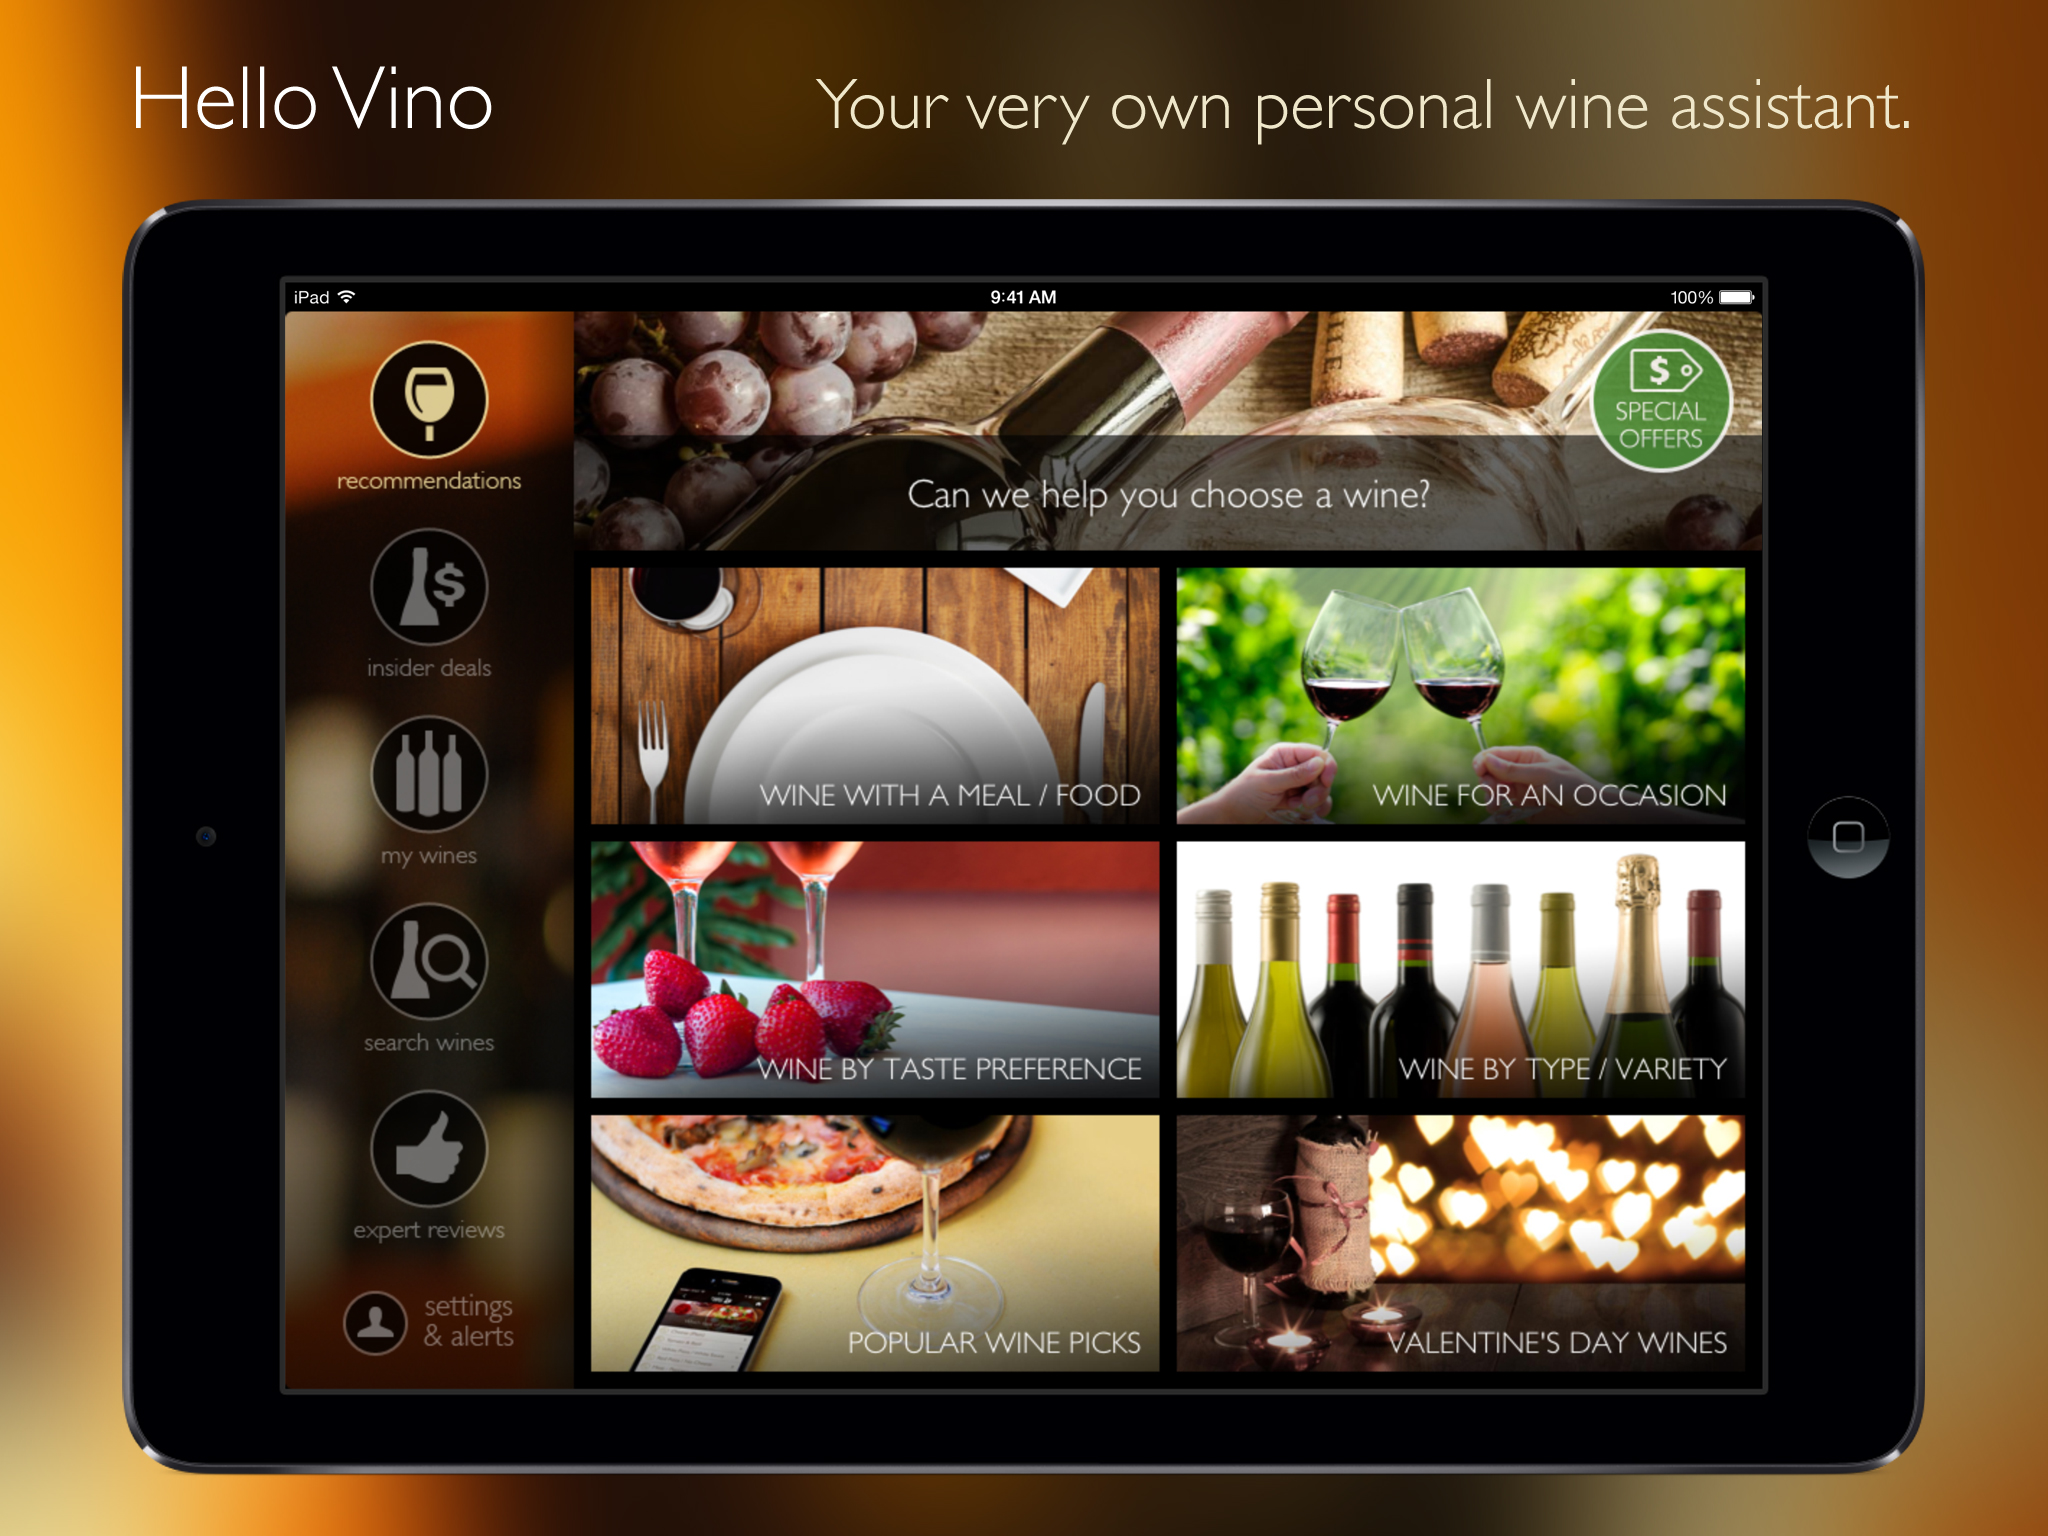 Hello Vino
Your very own personal wine assistant.
iPad
9:41 AM
100%
recommendations
SPECIAL
OFFERS
Can we help you choose a wine?
insider deals
my wines
search wines
expert reviews
settings
& alerts
WINE WITH A MEAL / FOOD
WINE FOR AN OCCASION
WINE BY TASTE PREFERENCE
WINE BY TYPE / VARIETY
POPULAR WINE PICKS
VALENTINE'S DAY WINES